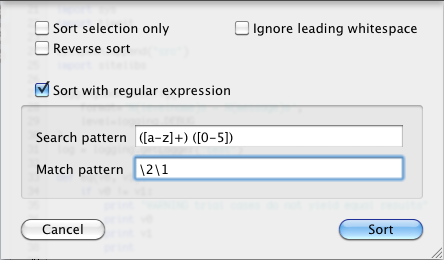 Sort selection only
Ignore leading whitespace
Reverse sort
Sort with regular expression
Search pattern ([a-z]+) ([0-5])
Match pattern \2\1
Cancel
Sort